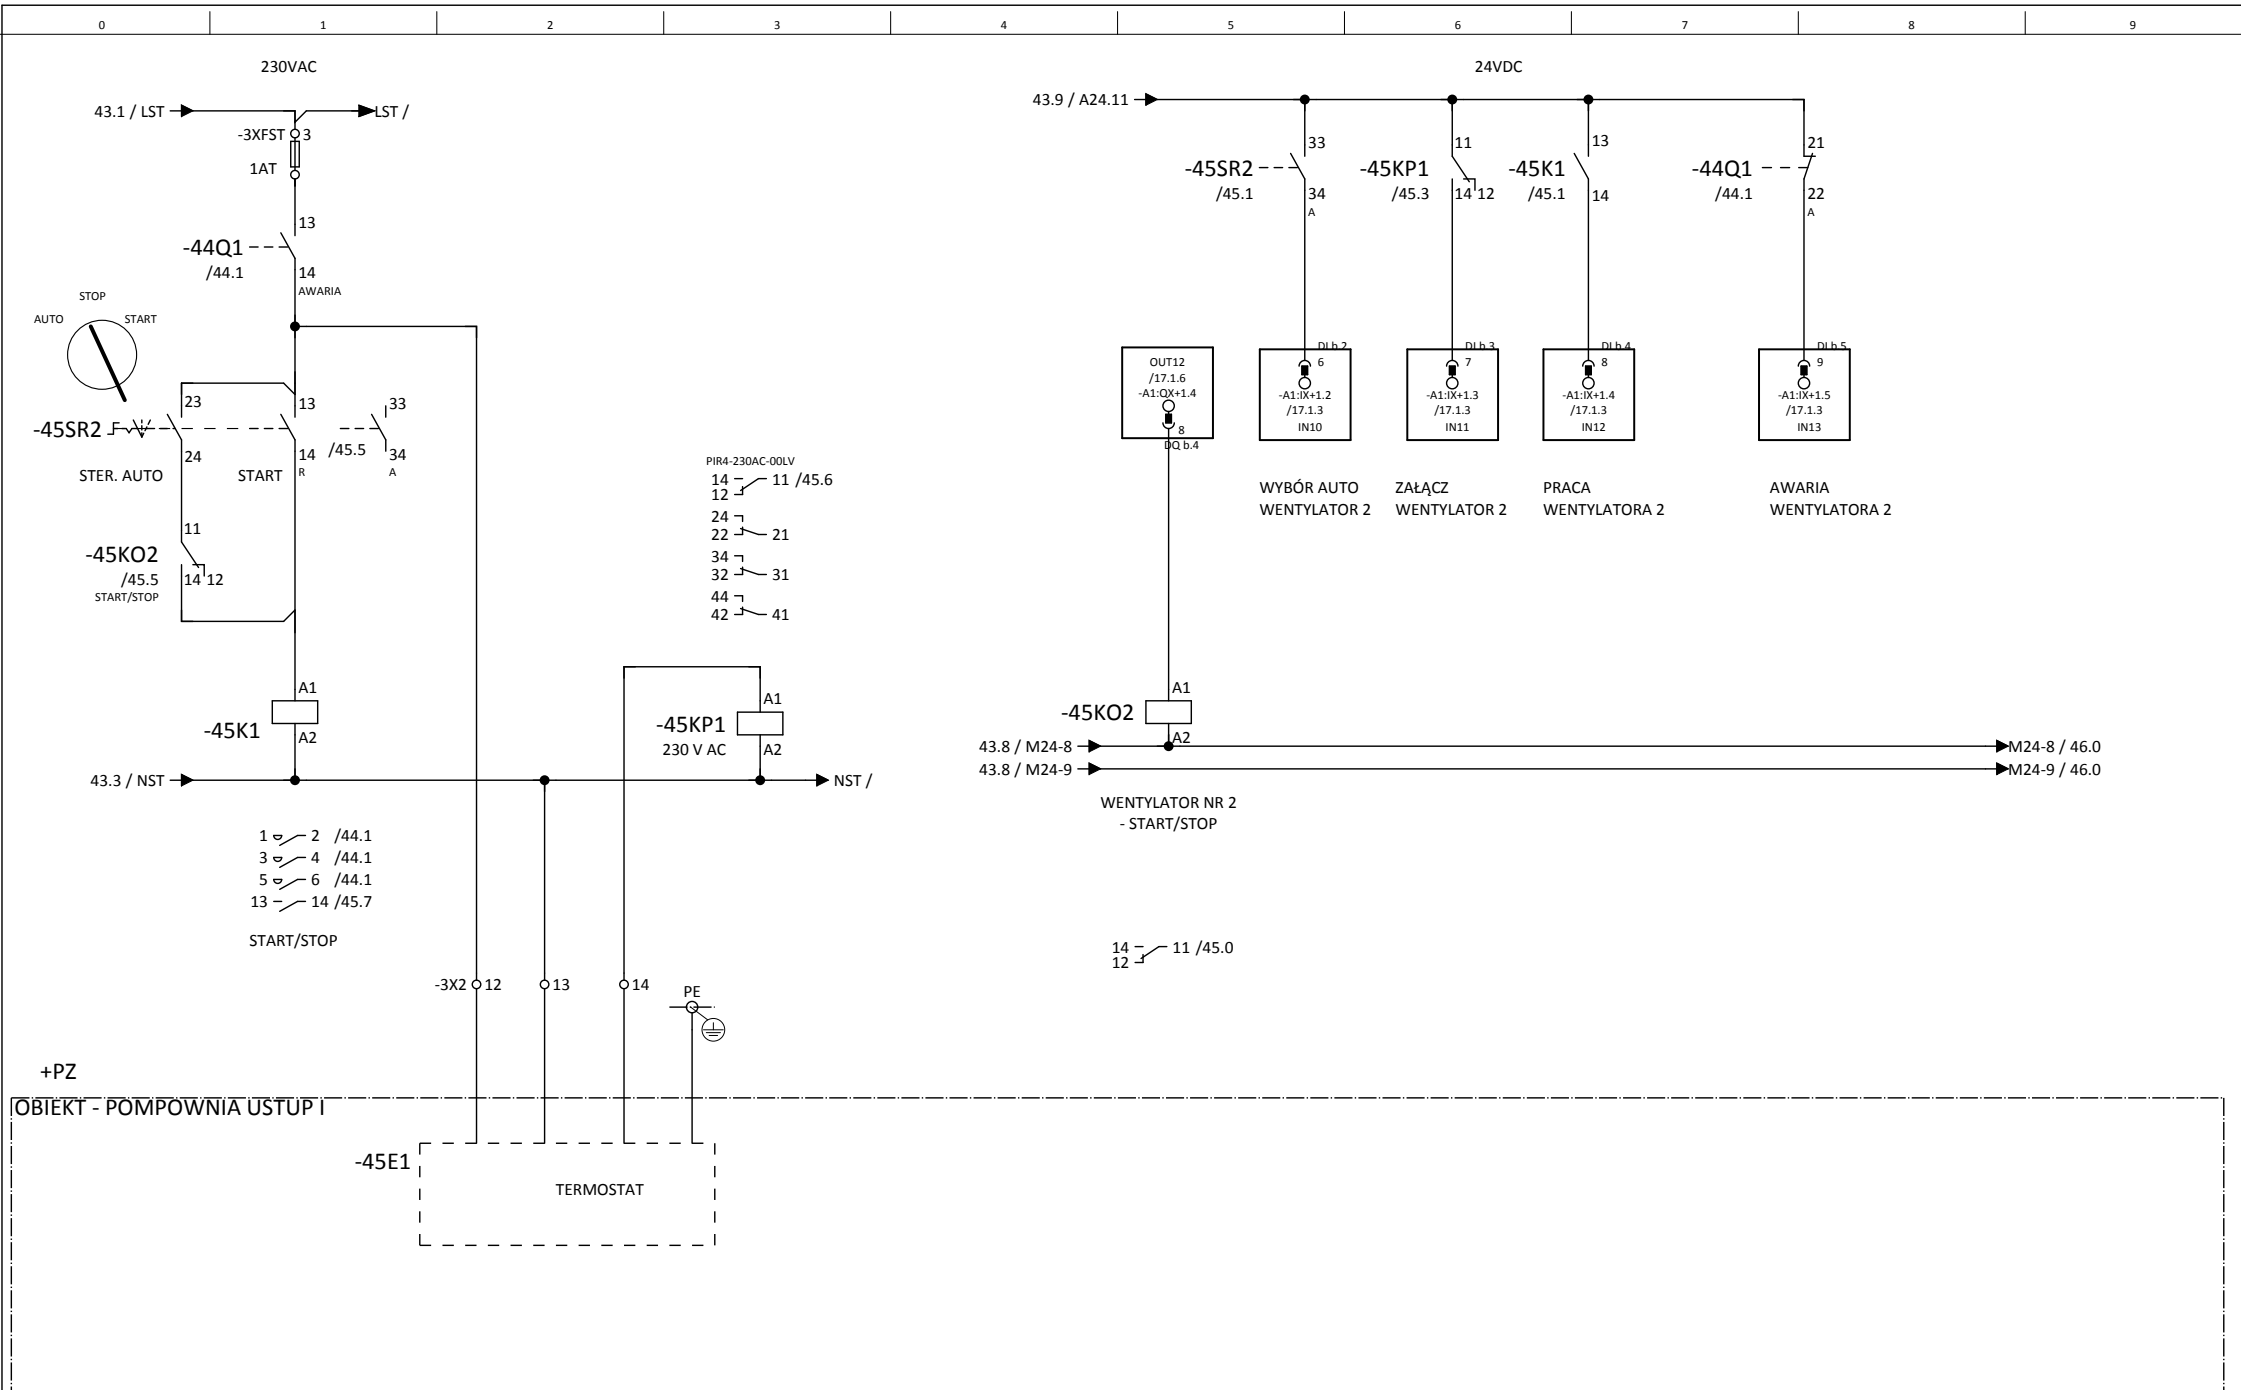 0 1 2 3 4 5 6 7 8 9
230VAC
24VDC
43.1 / LST
LST /
-3XFST 3
1AT
13
-44Q1
/44.1
14
AWARIA
STOP
AUTO
START
23
13
33
-45SR2
24
14
R
/45.5
34
A
STER. AUTO
START
11
-45KO2
/45.5
14 12
START/STOP
A1
-45K1
A2
43.3 / NST
NST /
1 2 /44.1
3 4 /44.1
5 6 /44.1
13 14 /45.7
START/STOP
PIR4-230AC-00LV
14 11 /45.6
12
24
22 21
34
32 31
44
42 41
A1
-45KP1
230 V AC
A2
-3X2 12
13
14
PE
43.9 / A24.11
33
-45SR2
/45.1
34
A
11
-45KP1
/45.3
14 12
13
-45K1
/45.1
14
21
-44Q1
/44.1
22
A
OUT12
/17.1.6
-A1:QX+1.4
8
DQ b.4
DI b.2
6
-A1:IX+1.2
/17.1.3
IN10
DI b.3
7
-A1:IX+1.3
/17.1.3
IN11
DI b.4
8
-A1:IX+1.4
/17.1.3
IN12
DI b.5
9
-A1:IX+1.5
/17.1.3
IN13
WYBÓR AUTO
WENTYLATOR 2
ZAŁĄCZ
WENTYLATOR 2
PRACA
WENTYLATORA 2
AWARIA
WENTYLATORA 2
A1
-45KO2
A2
43.8 / M24-8
M24-8 / 46.0
43.8 / M24-9
M24-9 / 46.0
WENTYLATOR NR 2
- START/STOP
14 11 /45.0
12
+PZ
OBIEKT - POMPOWNIA USTUP I
-45E1
TERMOSTAT